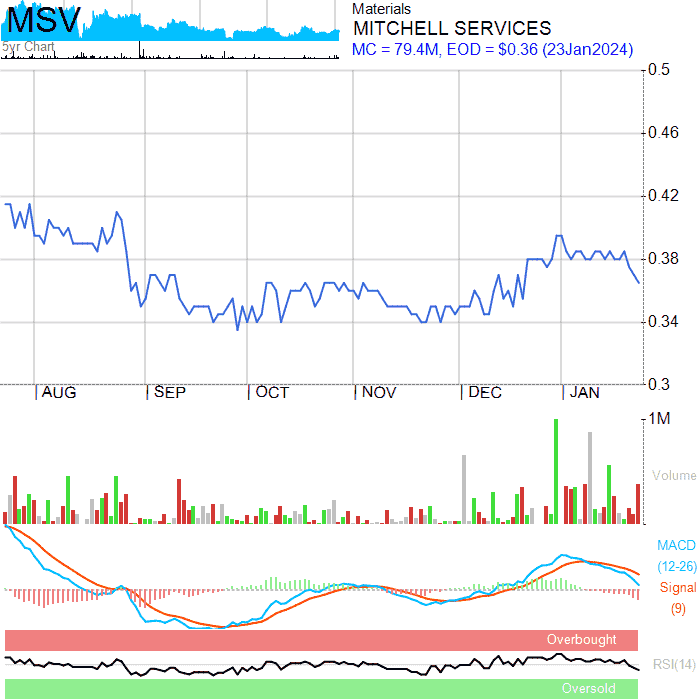 MSV
5yr Chart
Materials
MITCHELL SERVICES
MC = 79.4M, EOD = $0.36 (23Jan2024)
0.5
0.46
0.42
0.38
0.34
0.3
AUG SEP OCT NOV DEC JAN
1M
Volume
MACD
(12-26)
Signal
(9)
Overbought
RSI(14)
Oversold